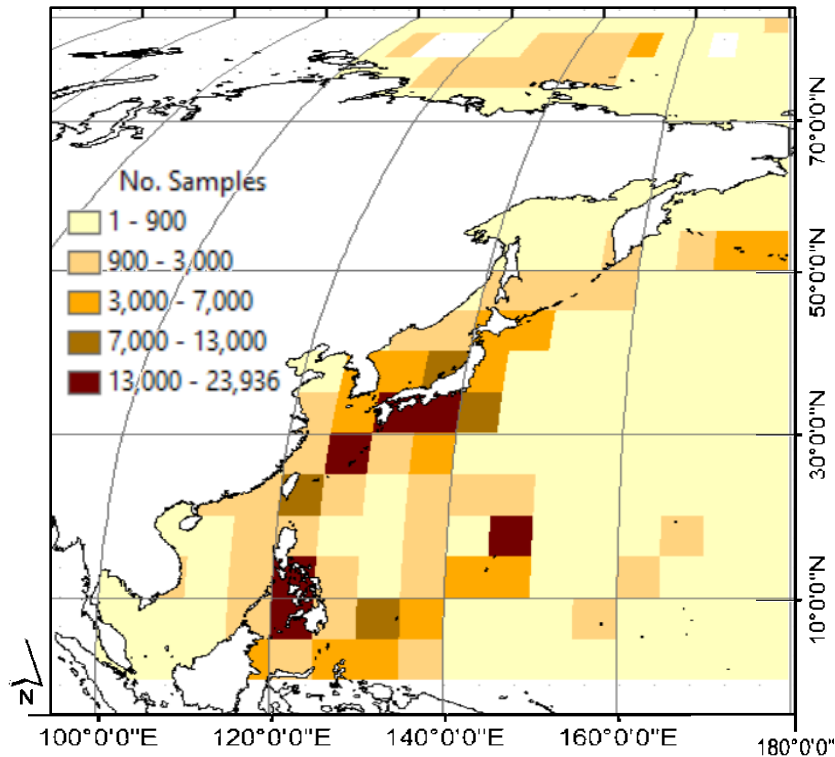 No. Samples
1 - 900
900 - 3,000
3,000 - 7,000
7,000 - 13,000
13,000 - 23,936
70°0'0"N
50°0'0"N
30°0'0"N
10°0'0"N
N
100°0'0"E
120°0'0"E
140°0'0"E
160°0'0"E
180°0'0"